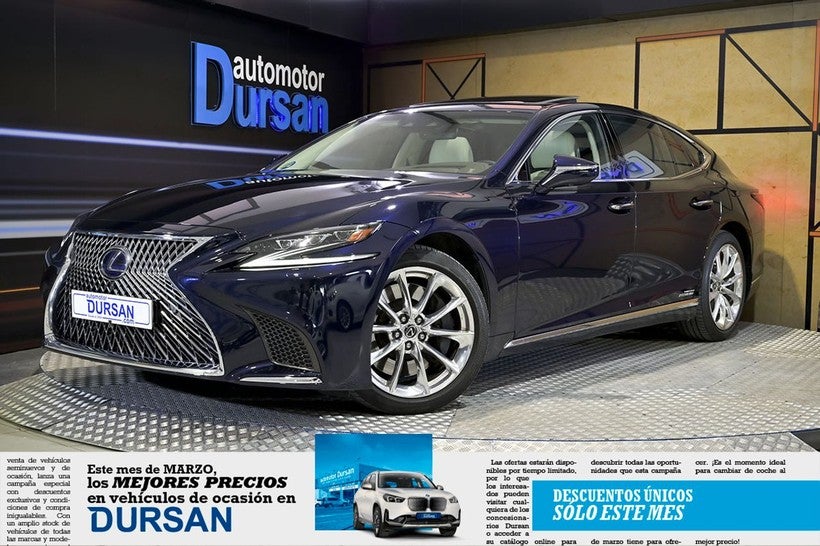 automotor
Dursan
automotor
DURSAN
.com
venta de vehículos
seminuevos y de
ocasión, lanza una
campaña especial
con descuentos
exclusivos y condi-
ciones de compra
inigualables. Con
un amplio stock de
vehículos de todas
las marcas y mode-
Este mes de MARZO,
los MEJORES PRECIOS
en vehículos de ocasión en
DURSAN
automotor Dursan
Las ofertas estarán dispo-
nibles por tiempo limitado,
por lo que
los interesa-
dos pueden
visitar cual-
quiera de los
concesiona-
rios Dursan
o acceder a
su catálogo online para
descubrir todas las oportu-
nidades que esta campaña
cer. ¡Es el momento ideal
para cambiar de coche al
DESCUENTOS ÚNICOS
SÓLO ESTE MES
de marzo tiene para ofre-
mejor precio!